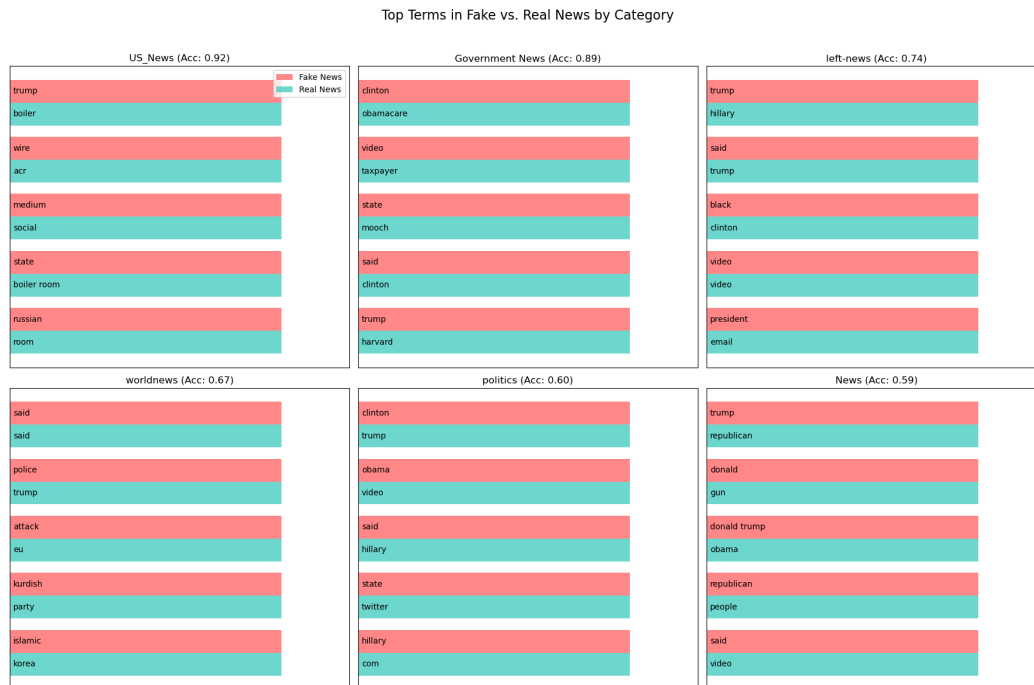 Top Terms in Fake vs. Real News by Category
US_News (Acc: 0.92)
Fake News
Real News
trump
boiler
wire
acr
medium
social
state
boiler room
russian
room
Government News (Acc: 0.89)
clinton
obamacare
video
taxpayer
state
mooch
said
clinton
trump
harvard
left-news (Acc: 0.74)
trump
hillary
said
trump
black
clinton
video
video
president
email
worldnews (Acc: 0.67)
said
said
police
trump
attack
eu
kurdish
party
islamic
korea
politics (Acc: 0.60)
clinton
trump
obama
video
said
hillary
state
twitter
hillary
com
News (Acc: 0.59)
trump
republican
donald
gun
donald trump
obama
republican
people
said
video